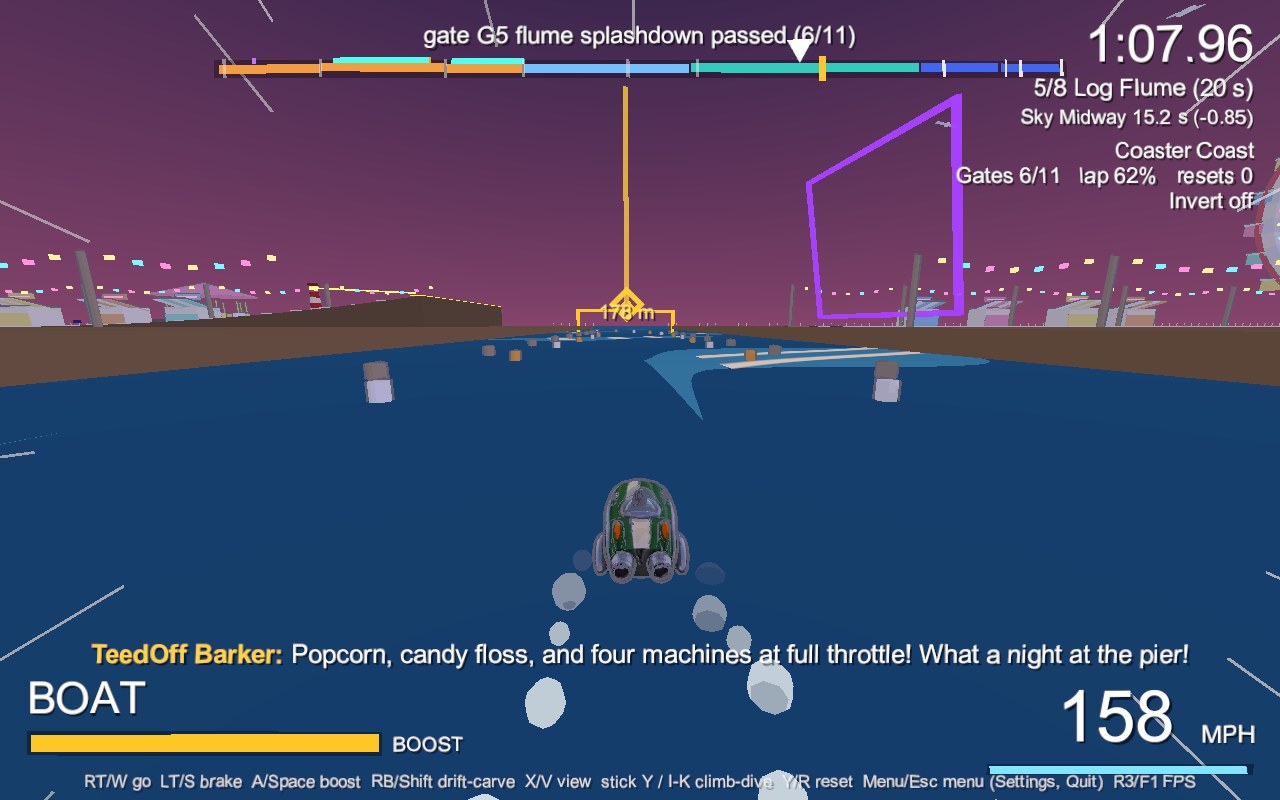 gate G5 flume splashdown passed (6/11)
1:07.96
5/8 Log Flume (20 s)
Sky Midway 15.2 s (-0.85)
Coaster Coast
Gates 6/11 lap 62% resets 0
Invert off
178 m
TeedOff Barker: Popcorn, candy floss, and four machines at full throttle! What a night at the pier!
BOAT
158 MPH
BOOST
RT/W go LT/S brake A/Space boost RB/Shift drift-carve X/V view stick Y / I-K climb-dive Y/R reset Menu/Esc menu (Settings, Quit) R3/F1 FPS